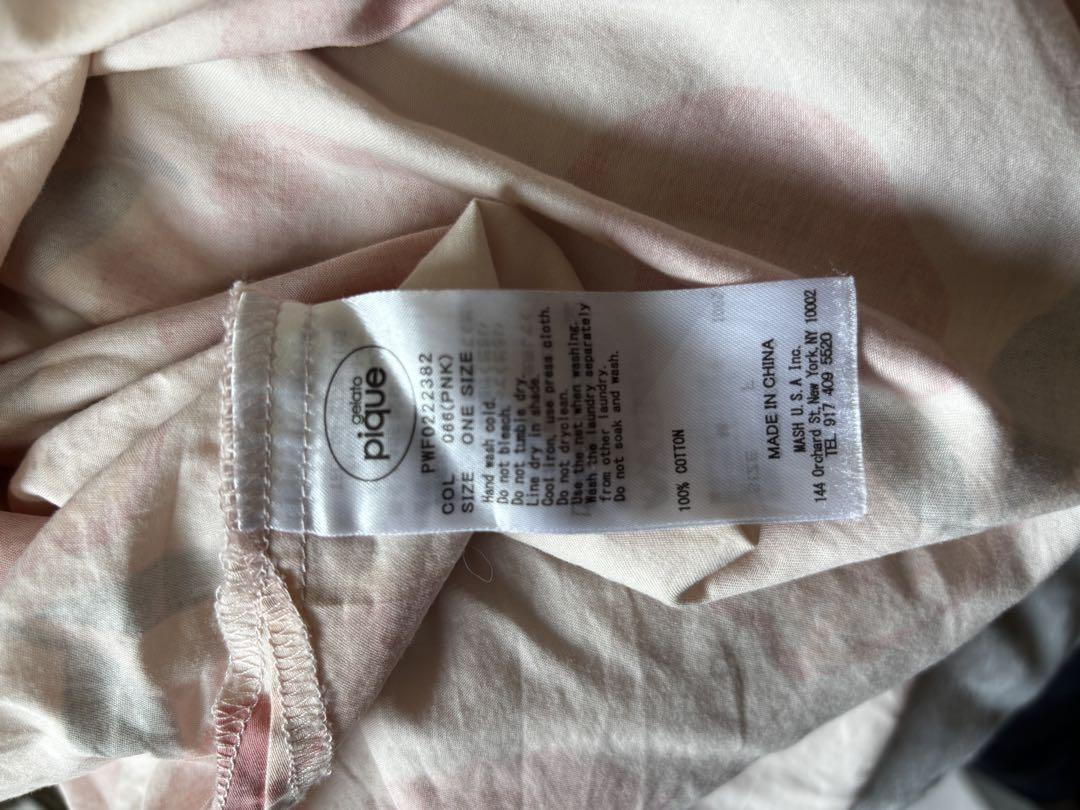 gelato
pique
PWF0222382
COL 066(PNK)
SIZE ONE SIZE
Hand wash cold.
Do not bleach.
Do not tumble dry.
Line dry in shade.
Cool iron, use press cloth.
Do not dryclean.
Use the net when washing.
Wash the laundry separately
from other laundry.
Do not soak and wash.
100% COTTON
MADE IN CHINA
MASH U.S.A Inc.
144 Orchard St, New York, NY 10002
TEL 917 409 5520